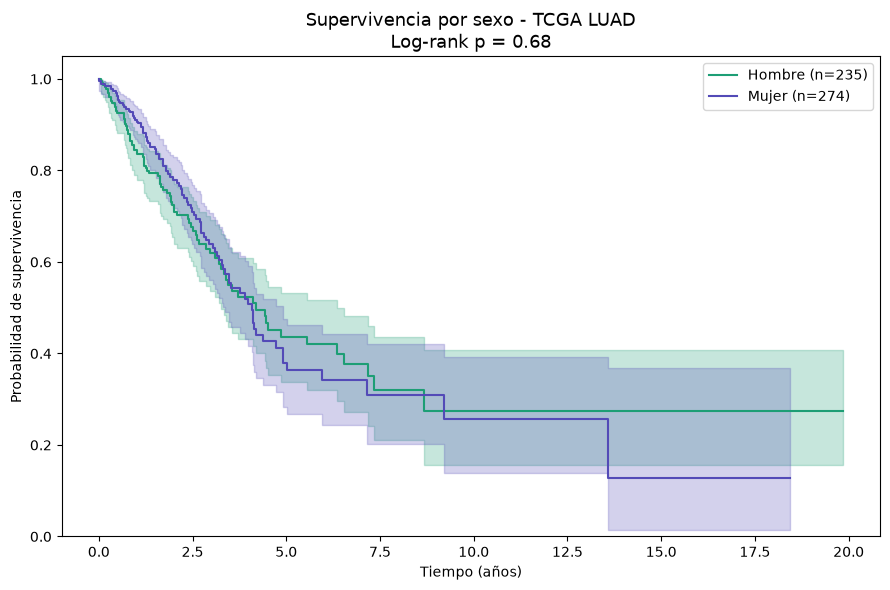 Supervivencia por sexo - TCGA LUAD
Log-rank p = 0.68
Hombre (n=235)
Mujer (n=274)
Probabilidad de supervivencia
1.0
0.8
0.6
0.4
0.2
0.0
0.0 2.5 5.0 7.5 10.0 12.5 15.0 17.5 20.0
Tiempo (años)